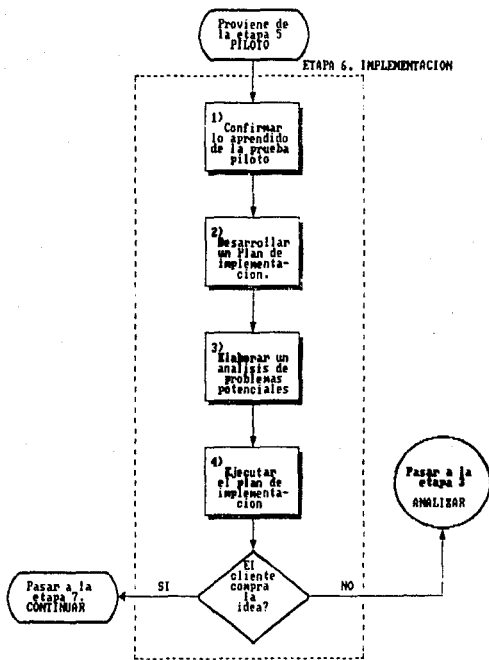 Proviene de
la etapa 5
PILOTO
ETAPA 6. IMPLEMENTACION
1)
Confirmar
lo aprendido
de la prueba
piloto
2)
Desarrollar
un Plan de
implementa-
cion.
3)
Elaborar un
analisis de
problemas
potenciales
4)
Ejecutar
el plan de
implementa-
cion
El
cliente
compra
la
idea?
SI
NO
Pasar a la
etapa 7.
CONTINUAR
Pasar a la
etapa 3
ANALIZAR